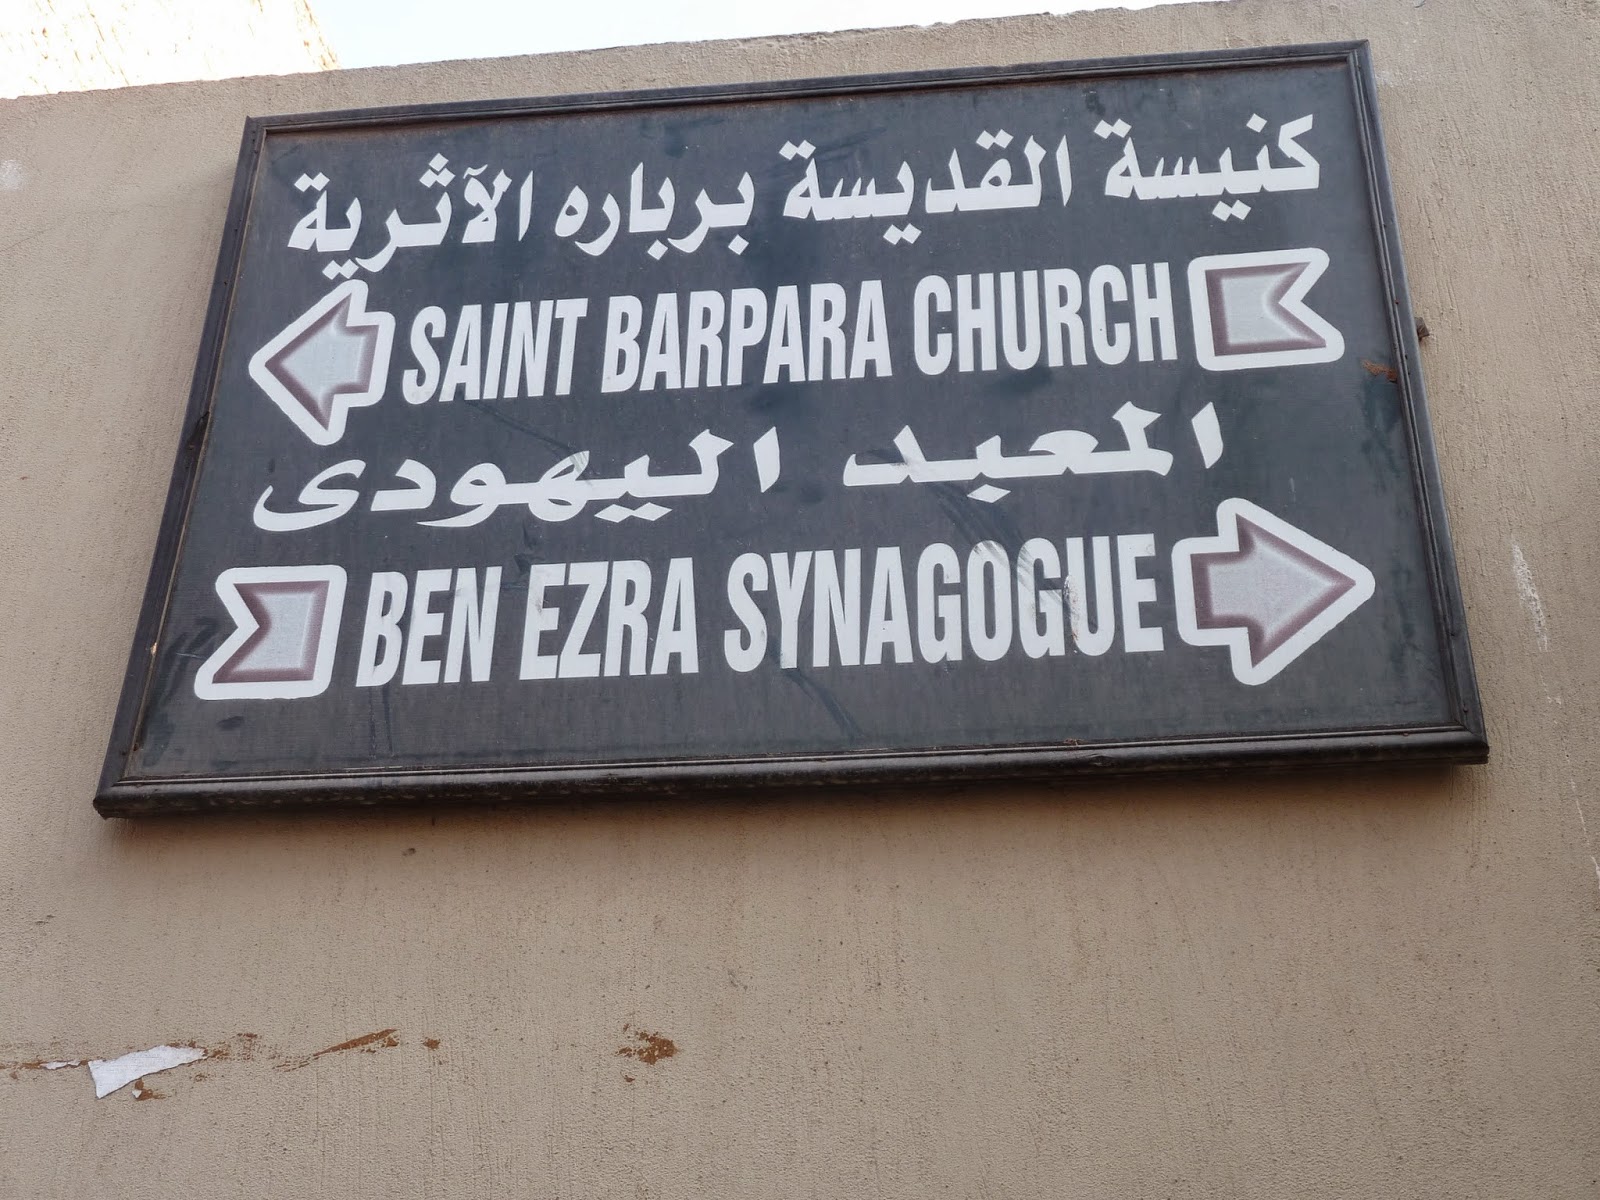 كنيسة القديسة برباره الآثرية
SAINT BARPARA CHURCH
المعبد اليهودى
BEN EZRA SYNAGOGUE